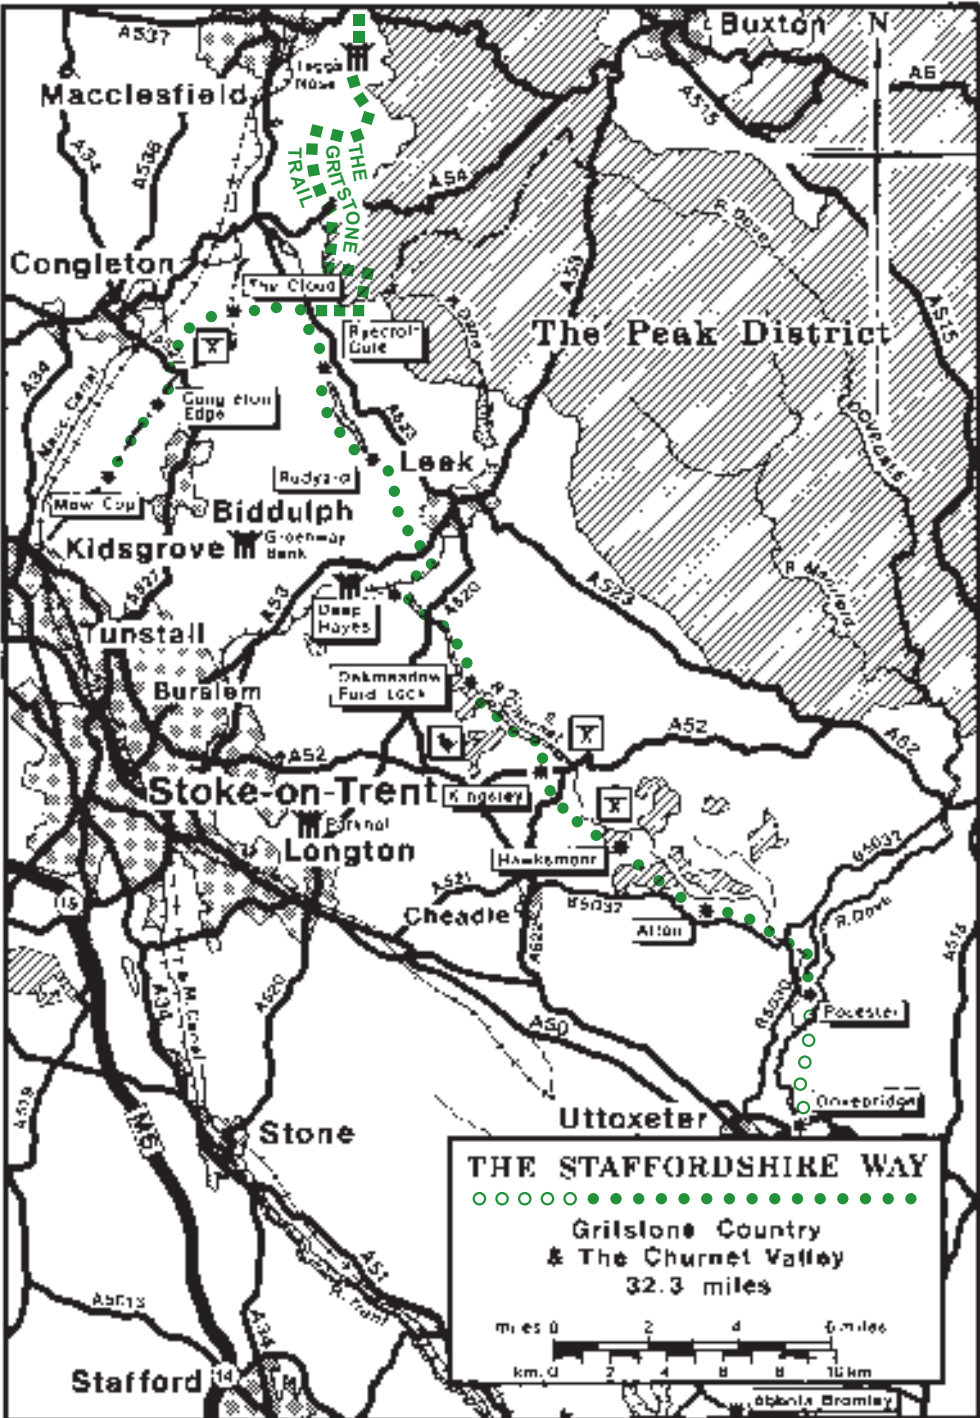 Buxton
N
A537
Tegg's
Nose
A6
Macclesfield
A515
A34
A536
THE
GRITSTONE
TRAIL
A54
R. Dove
Congleton
The Cloud
A53
A515
R. Dane
Ryecroft
Gate
The Peak District
A34
Macc. Canal
Congleton
Edge
A523
Leek
Rudyard
Mow Cop
Biddulph
Kidsgrove
Greenway
Bank
R. Manifold
A527
A53
A523
Deep
Hayes
A520
Tunstall
Oakmeadow
Ford Lock
Burslem
R. Churnet
A52
A52
A52
Stoke-on-Trent
Kingsley
Longton
Hawksmoor
B5032
A521
15
B5032
Cheadle
R. Dove
Alton
A522
A515
A34
M. Canal
A520
B5030
Rocester
A50
A519
Doveridge
Uttoxeter
M6
Stone
THE STAFFORDSHIRE WAY
Gritstone Country
& The Churnet Valley
32.3 miles
A51
R. Trent
A5013
miles 0 2 4 6 miles
km. 0 2 4 6 8 10 km
A34
Stafford
14
Abbots Bromley